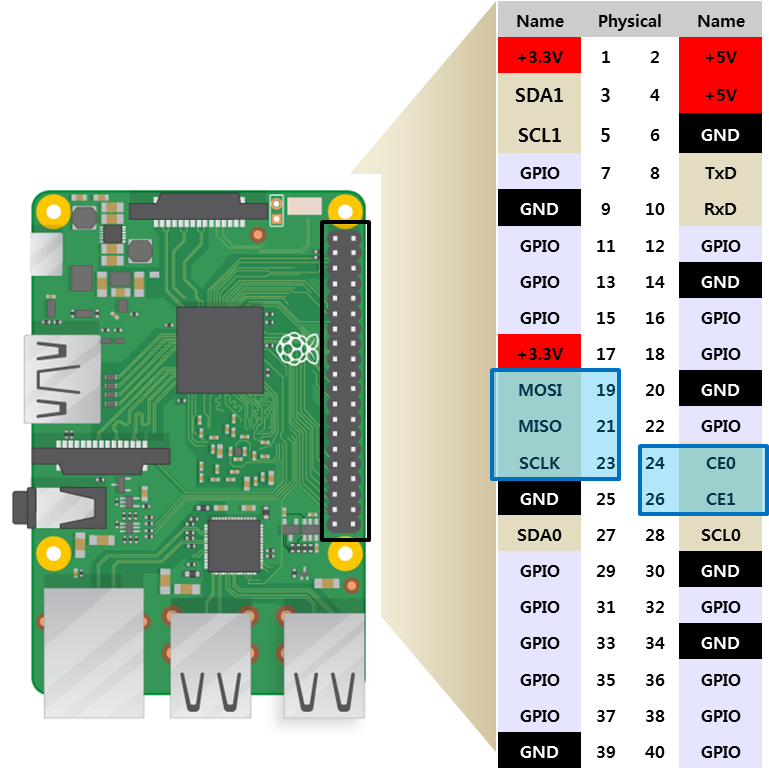 Name Physical Name
+3.3V 1 2 +5V
SDA1 3 4 +5V
SCL1 5 6 GND
GPIO 7 8 TxD
GND 9 10 RxD
GPIO 11 12 GPIO
GPIO 13 14 GND
GPIO 15 16 GPIO
+3.3V 17 18 GPIO
MOSI 19 20 GND
MISO 21 22 GPIO
SCLK 23 24 CE0
GND 25 26 CE1
SDA0 27 28 SCL0
GPIO 29 30 GND
GPIO 31 32 GPIO
GPIO 33 34 GND
GPIO 35 36 GPIO
GPIO 37 38 GPIO
GND 39 40 GPIO